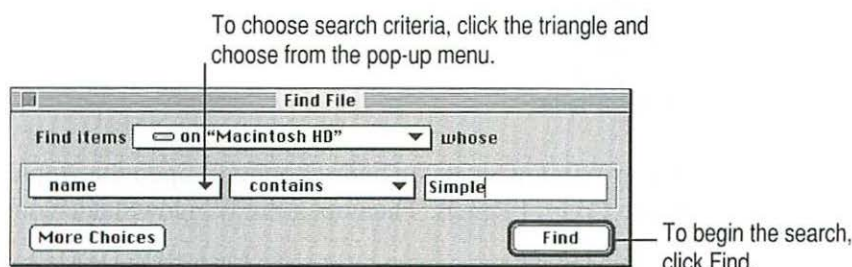 To choose search criteria, click the triangle and
choose from the pop-up menu.
Find File
Find items on “Macintosh HD” whose
name contains Simple
More Choices Find
To begin the search,
click Find.